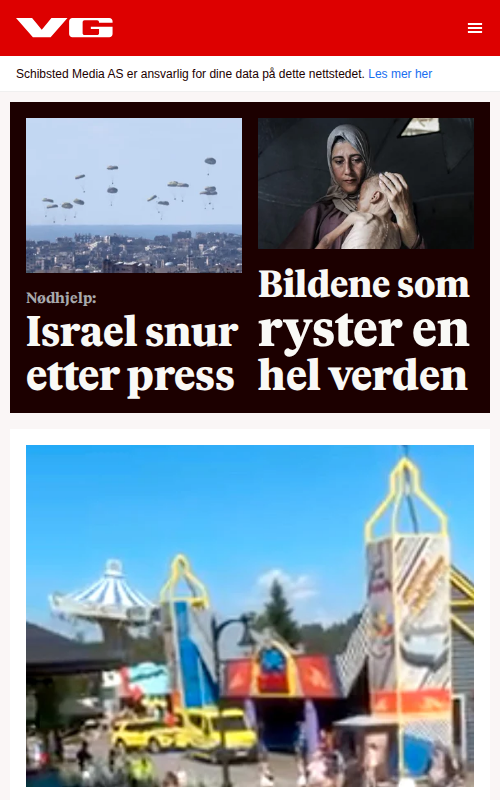 VG
Schibsted Media AS er ansvarlig for dine data på dette nettstedet. Les mer her
Nødhjelp:
Israel snur
etter press
Bildene som
ryster en
hel verden